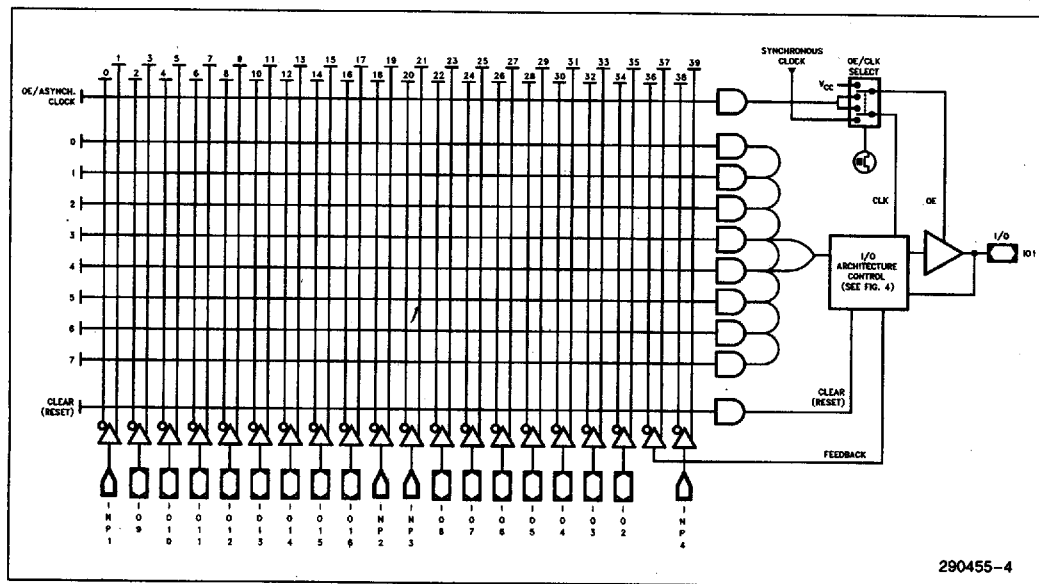 1 3 5 7 9 11 13 15 17 19 21 23 25 27 29 31 33 35 37 39
0 2 4 6 8 10 12 14 16 18 20 22 24 26 28 30 32 34 36 38
SYNCHRONOUS
CLOCK
OE/CLK
SELECT
VCC
OE/ASYNCH.
CLOCK
0
1
2
3
4
5
6
7
CLK
OE
I/O
ARCHITECTURE
CONTROL
(SEE FIG. 4)
I/O
IO1
CLEAR
(RESET)
CLEAR
(RESET)
FEEDBACK
INP1
IO9
IO10
IO11
IO12
IO13
IO14
IO15
IO16
INP2
INP3
IO8
IO7
IO6
IO5
IO4
IO3
IO2
INP4
290455-4